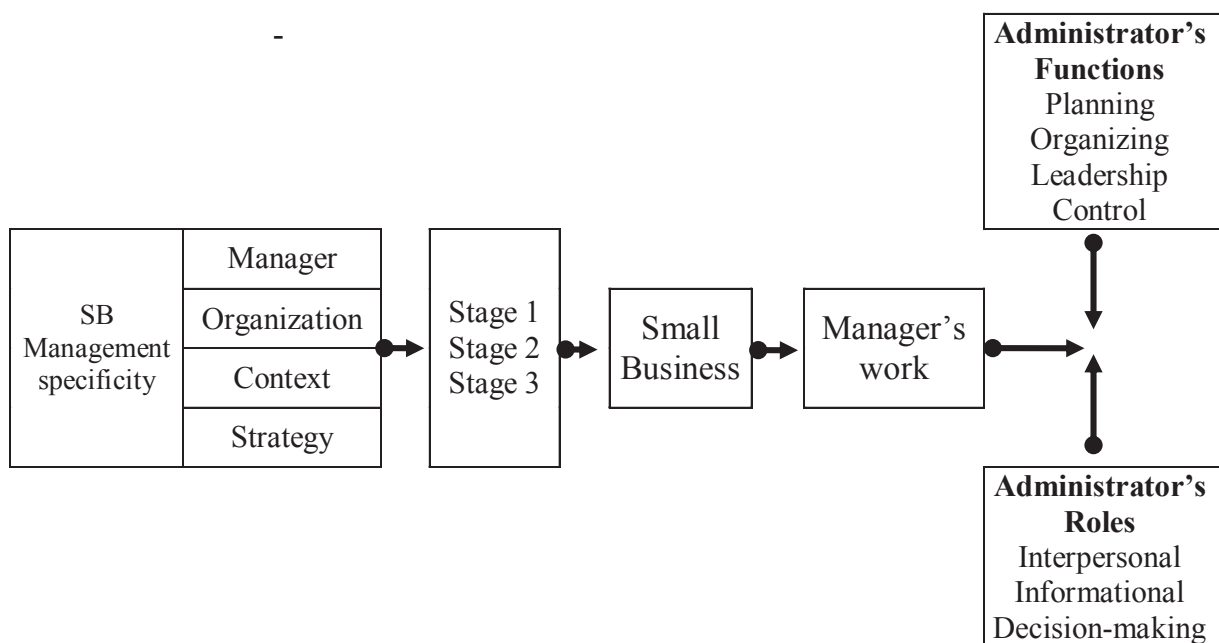 -
Administrator’s
Functions
Planning
Organizing
Leadership
Control
SB
Management
specificity
Manager
Organization
Context
Strategy
Stage 1
Stage 2
Stage 3
Small
Business
Manager’s
work
Administrator’s
Roles
Interpersonal
Informational
Decision-making